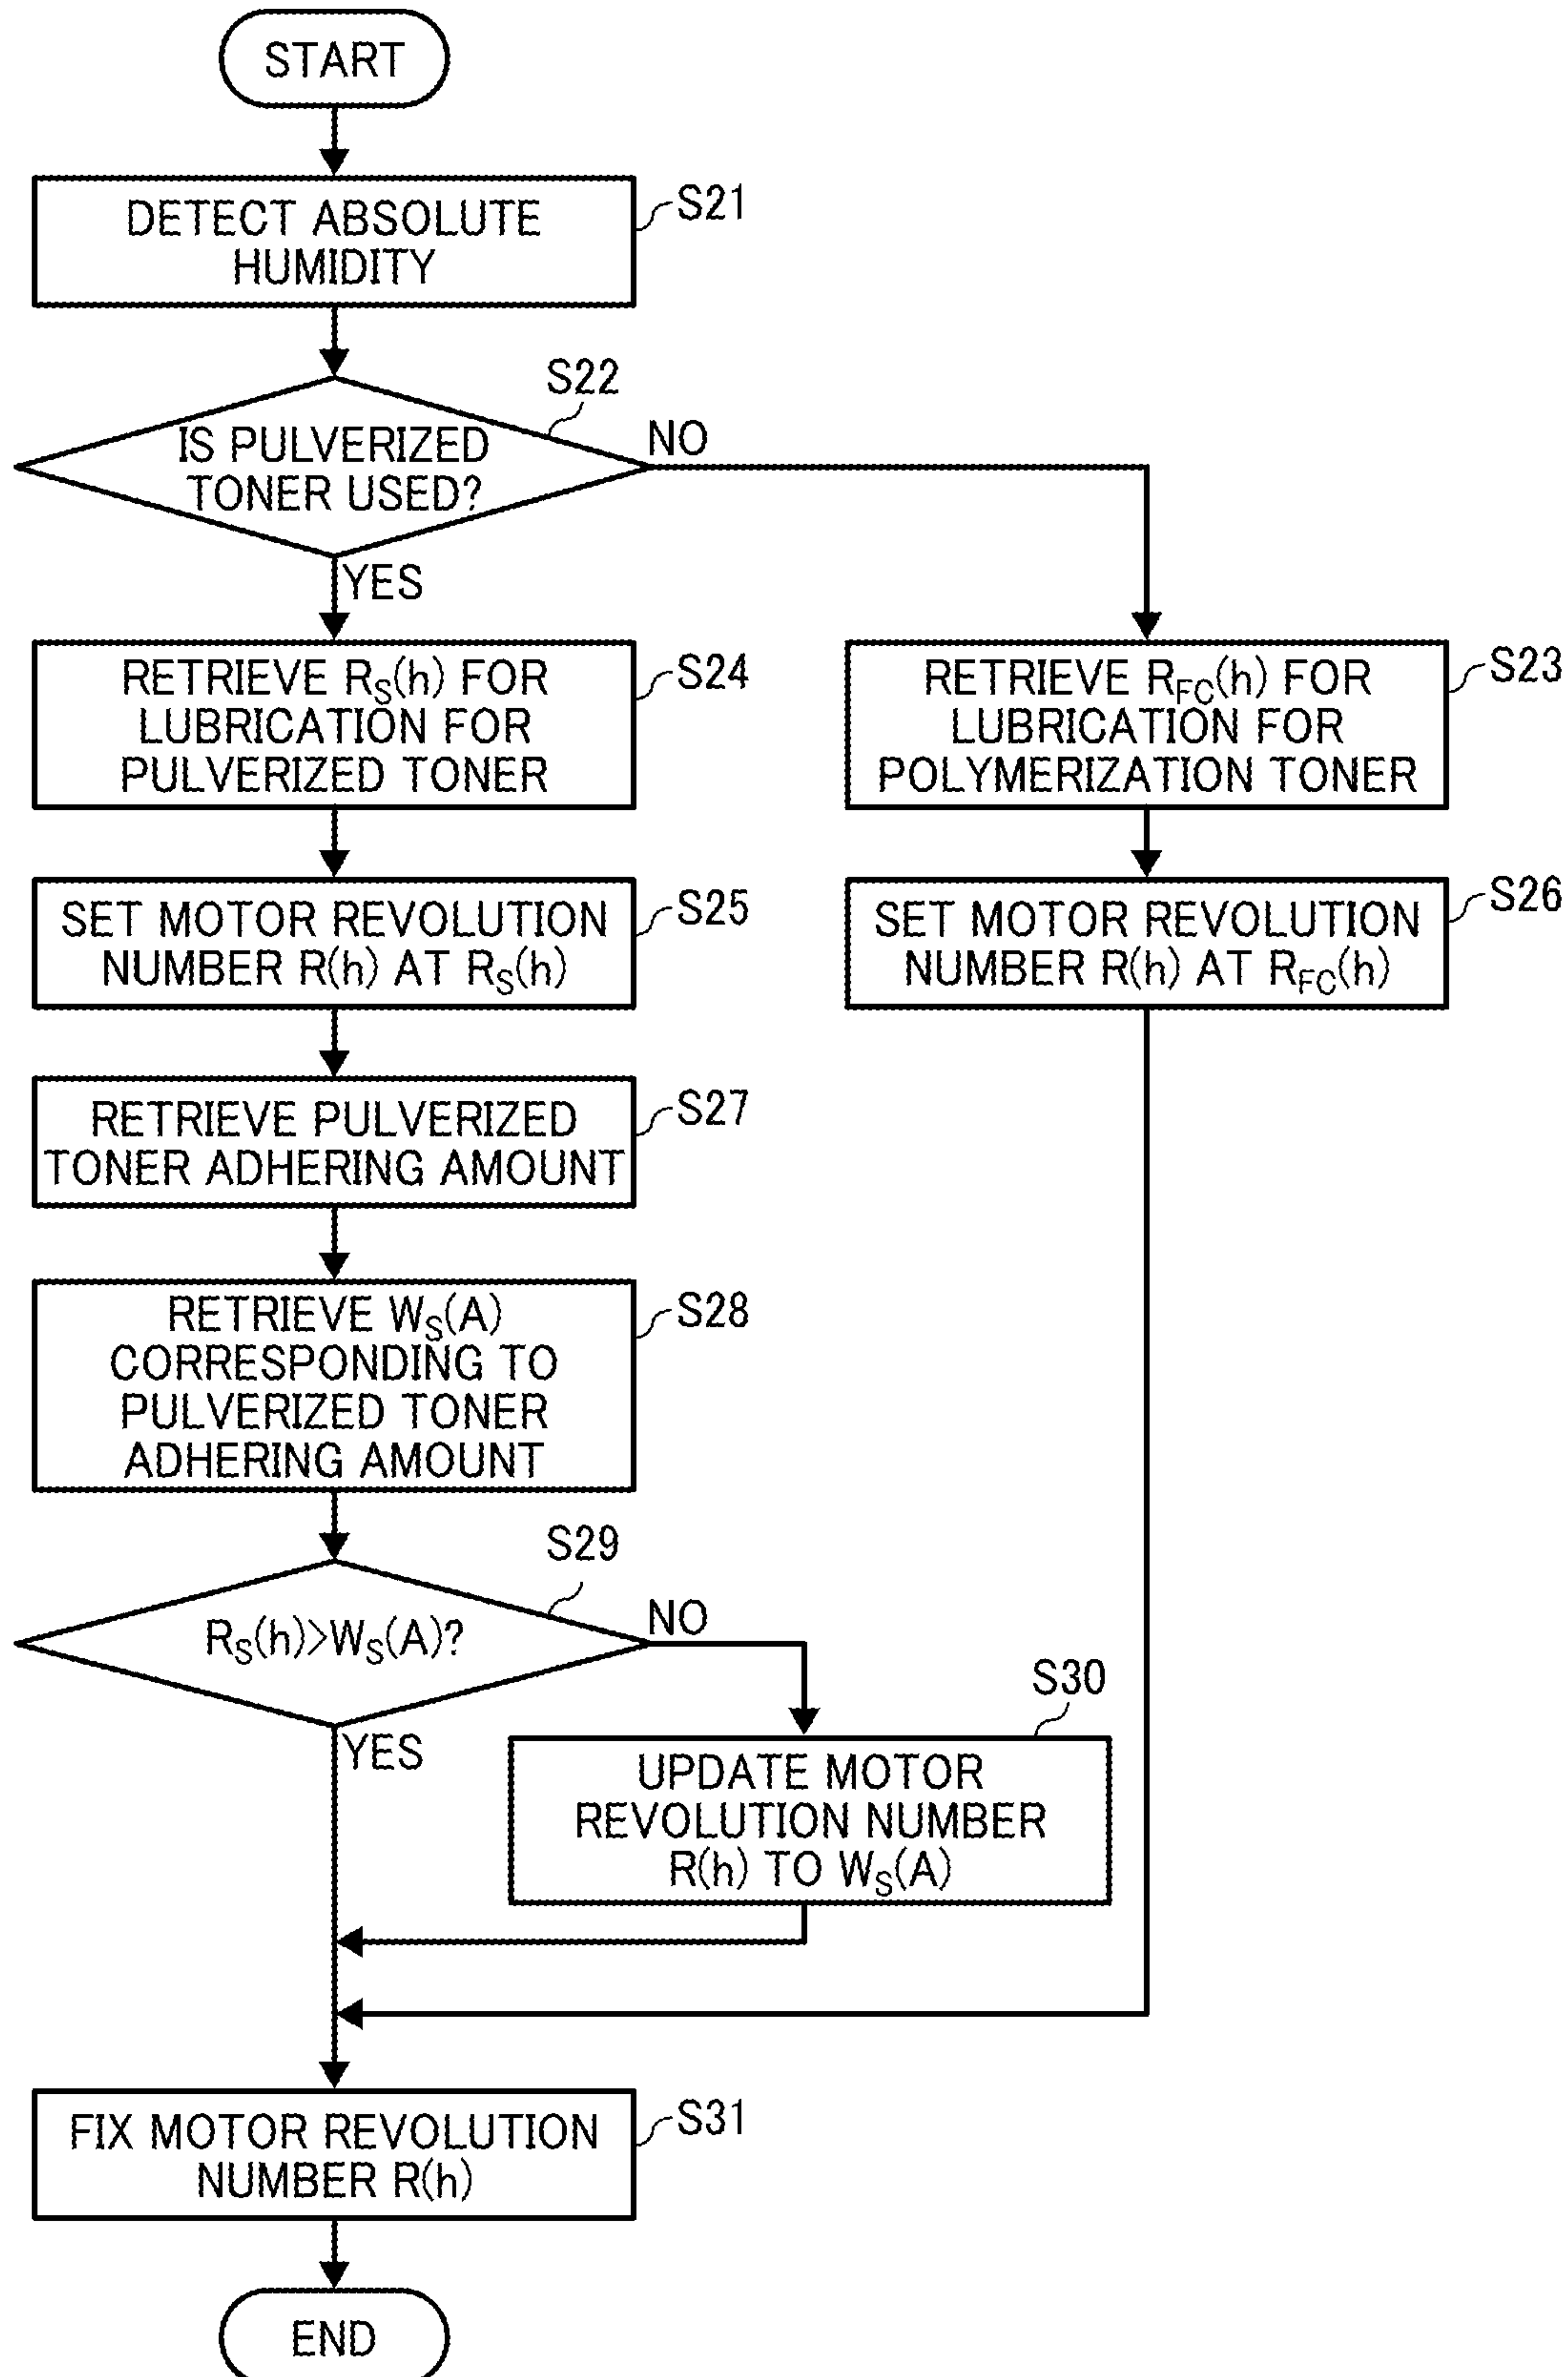 START
DETECT ABSOLUTE
HUMIDITY
S21
S22
IS PULVERIZED
TONER USED?
NO
YES
RETRIEVE RS(h) FOR
LUBRICATION FOR
PULVERIZED TONER
S24
RETRIEVE RFC(h) FOR
LUBRICATION FOR
POLYMERIZATION TONER
S23
SET MOTOR REVOLUTION
NUMBER R(h) AT RS(h)
S25
SET MOTOR REVOLUTION
NUMBER R(h) AT RFC(h)
S26
RETRIEVE PULVERIZED
TONER ADHERING AMOUNT
S27
RETRIEVE WS(A)
CORRESPONDING TO
PULVERIZED TONER
ADHERING AMOUNT
S28
S29
RS(h)>WS(A)?
NO
YES
S30
UPDATE MOTOR
REVOLUTION NUMBER
R(h) TO WS(A)
FIX MOTOR REVOLUTION
NUMBER R(h)
S31
END